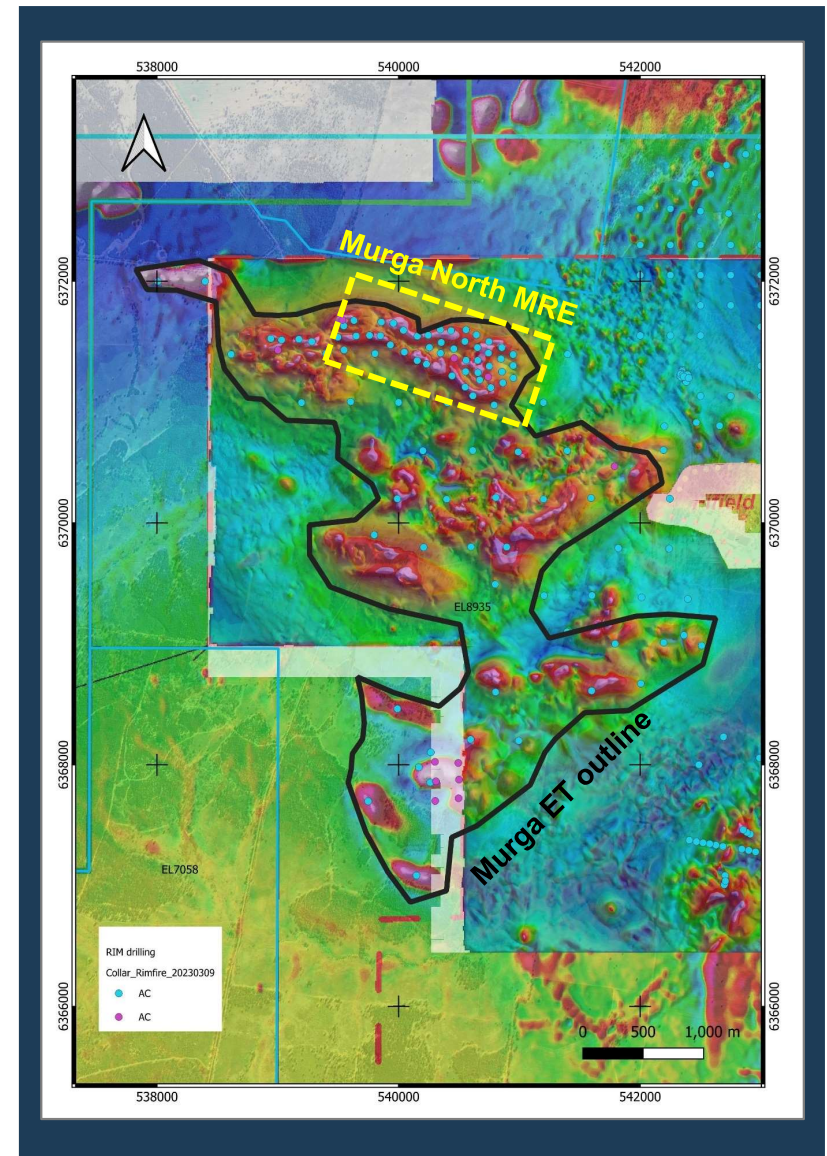 538000
540000
542000
Murga North MRE
6372000
6372000
ield
6370000
6370000
EL8935
6368000
6368000
Murga ET outline
EL7058
RIM drilling
Collar_Rimfire_20230309
AC
AC
6366000
6366000
0 500 1,000 m
538000
540000
542000